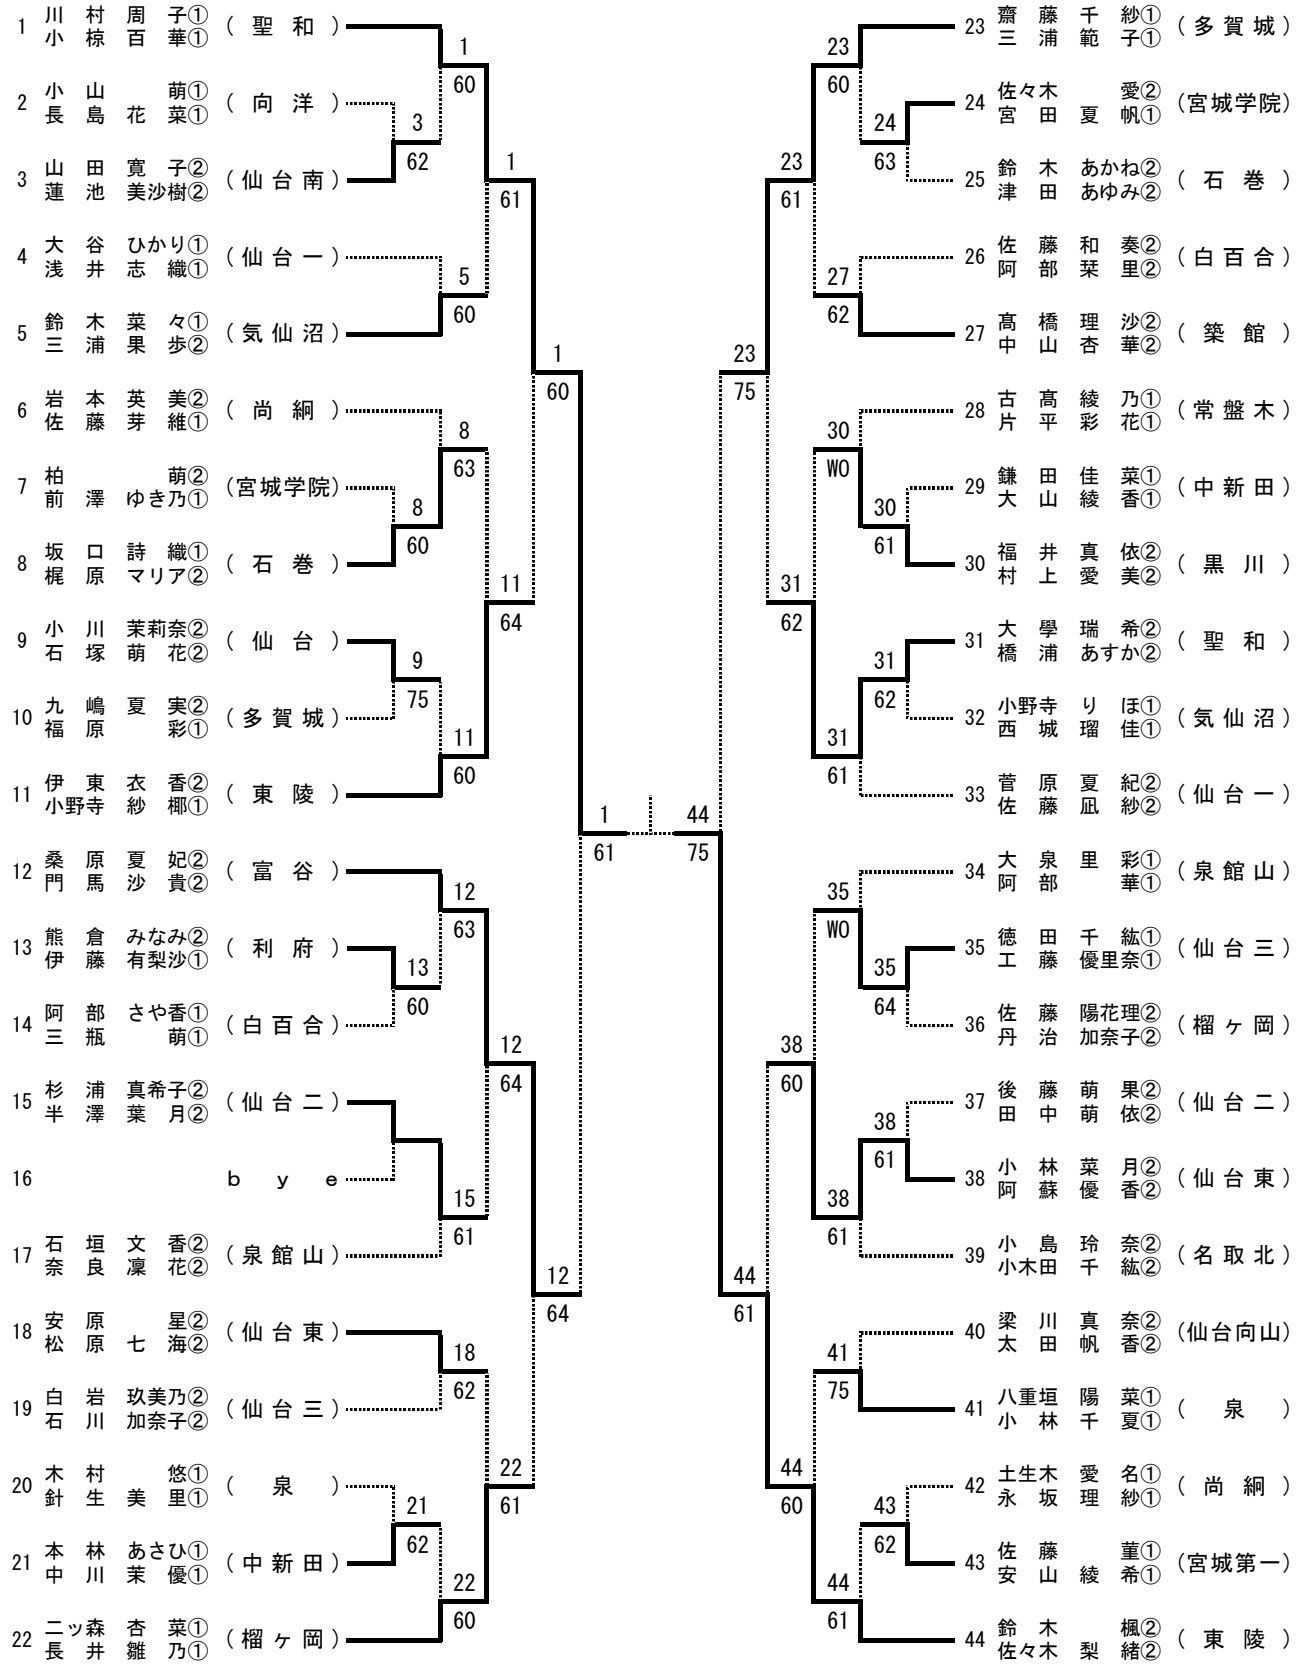 1 川村周子① (聖和)
小椋百華①
2 小山萌① (向洋)
長島花菜①
3 山田寛子② (仙台南)
蓮池美沙樹②
4 大谷ひかり① (仙台一)
浅井志織①
5 鈴木菜々① (気仙沼)
三浦果歩②
6 岩本英美② (尚絅)
佐藤芽維①
7 柏萌② (宮城学院)
前澤ゆき乃①
8 坂口詩織① (石巻)
梶原マリア②
9 小川茉莉奈② (仙台)
石塚萌花②
10 九嶋夏実② (多賀城)
福原彩①
11 伊東衣香② (東陵)
小野寺紗椰①
12 桑原夏妃② (富谷)
門馬沙貴②
13 熊倉みなみ② (利府)
伊藤有梨沙①
14 阿部さや香① (白百合)
三瓶萌①
15 杉浦真希子② (仙台二)
半澤葉月②
16 bye
17 石垣文香② (泉館山)
奈良凜花②
18 安原星② (仙台東)
松原七海②
19 白岩玖美乃② (仙台三)
石川加奈子②
20 木村悠① (泉)
針生美里①
21 本林あさひ① (中新田)
中川茉優①
22 二ッ森杏菜① (榴ヶ岡)
長井雛乃①
3
62
8
60
9
75
13
60
21
62
1
60
5
60
8
63
11
60
12
63
15
61
18
62
22
60
1
61
11
64
12
64
22
61
1
60
12
64
1
61
44
75
23
75
44
61
23
61
31
62
38
60
44
60
23
60
27
62
30
WO
31
61
35
WO
38
61
41
75
44
61
24
63
30
61
31
62
35
64
38
61
43
62
23 齋藤千紗① (多賀城)
三浦範子①
24 佐々木愛② (宮城学院)
宮田夏帆①
25 鈴木あかね② (石巻)
津田あゆみ②
26 佐藤和奏② (白百合)
阿部栞里②
27 髙橋理沙② (築館)
中山杏華②
28 古髙綾乃① (常盤木)
片平彩花①
29 鎌田佳菜① (中新田)
大山綾香①
30 福井真依② (黒川)
村上愛美②
31 大學瑞希② (聖和)
橋浦あすか②
32 小野寺りほ① (気仙沼)
西城瑠佳①
33 菅原夏紀② (仙台一)
佐藤凪紗②
34 大泉里彩① (泉館山)
阿部華①
35 徳田千紘① (仙台三)
工藤優里奈①
36 佐藤陽花理② (榴ヶ岡)
丹治加奈子②
37 後藤萌果② (仙台二)
田中萌依②
38 小林菜月② (仙台東)
阿蘇優香②
39 小島玲奈② (名取北)
小木田千紘②
40 梁川真奈② (仙台向山)
太田帆香②
41 八重垣陽菜① (泉)
小林千夏①
42 土生木愛名① (尚絅)
永坂理紗①
43 佐藤菫① (宮城第一)
安山綾希①
44 鈴木楓② (東陵)
佐々木梨緒②